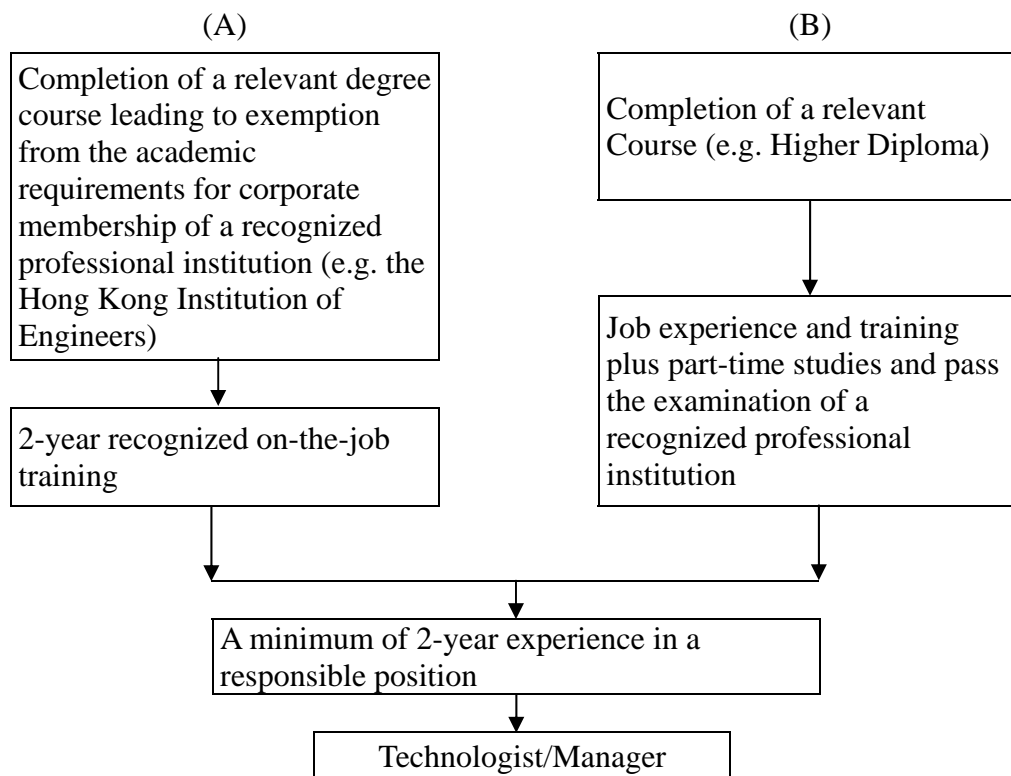 (A)
Completion of a relevant degree
course leading to exemption
from the academic
requirements for corporate
membership of a recognized
professional institution (e.g. the
Hong Kong Institution of
Engineers)
2-year recognized on-the-job
training
(B)
Completion of a relevant
Course (e.g. Higher Diploma)
Job experience and training
plus part-time studies and pass
the examination of a
recognized professional
institution
A minimum of 2-year experience in a
responsible position
Technologist/Manager